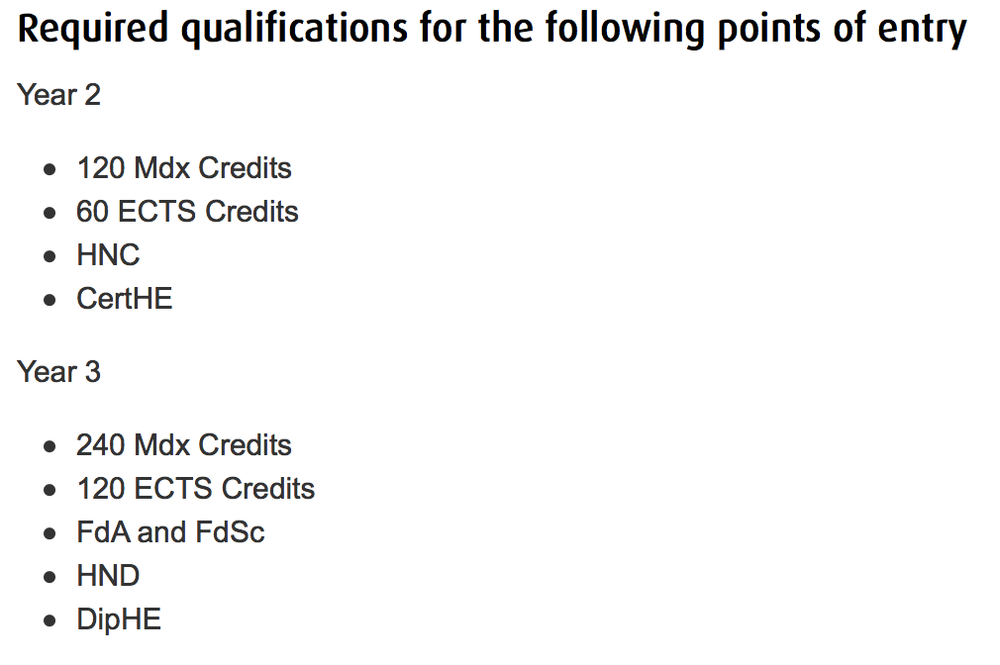 Required qualifications for the following points of entry
Year 2
• 120 Mdx Credits
• 60 ECTS Credits
• HNC
• CertHE
Year 3
• 240 Mdx Credits
• 120 ECTS Credits
• FdA and FdSc
• HND
• DipHE